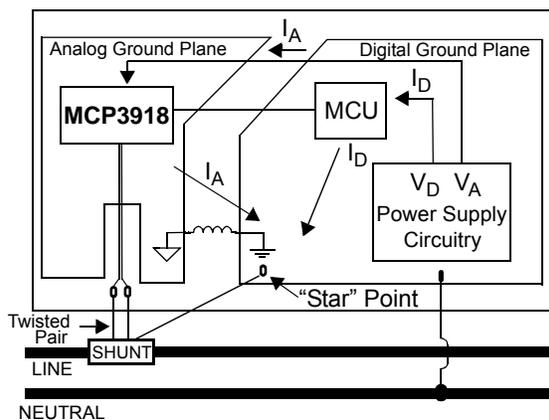 I_A
Analog Ground Plane
Digital Ground Plane
I_D
MCP3918
MCU
I_D
I_A
V_D V_A
Power Supply
Circuitry
“Star” Point
Twisted
Pair
SHUNT
LINE
NEUTRAL